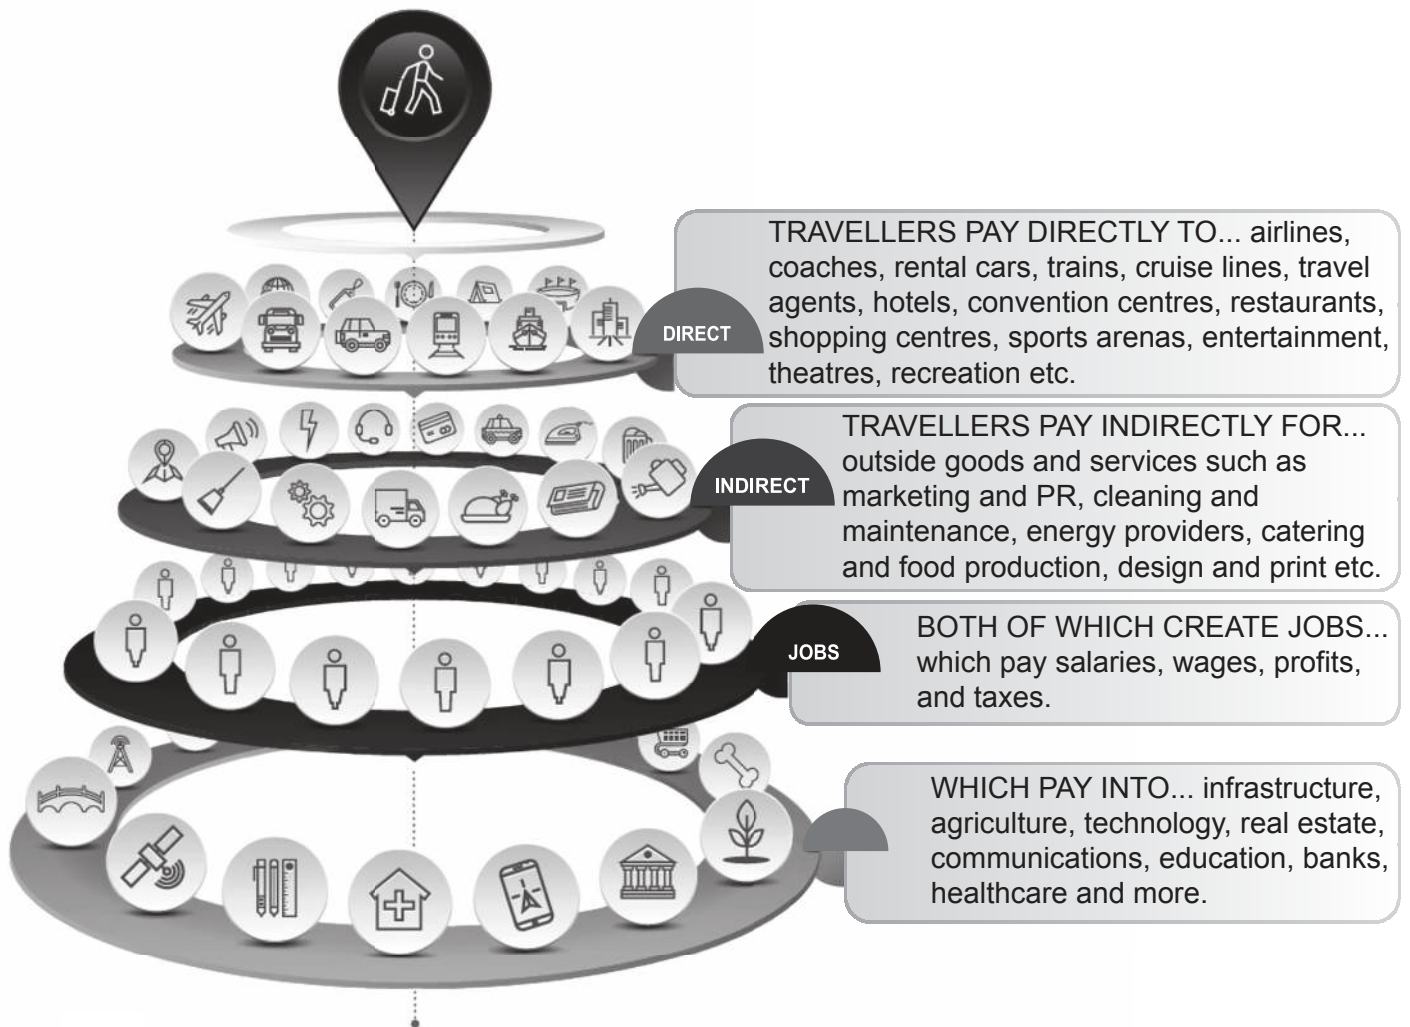 TRAVELLERS PAY DIRECTLY TO... airlines,
coaches, rental cars, trains, cruise lines, travel
agents, hotels, convention centres, restaurants,
shopping centres, sports arenas, entertainment,
theatres, recreation etc.
DIRECT
TRAVELLERS PAY INDIRECTLY FOR...
outside goods and services such as
marketing and PR, cleaning and
maintenance, energy providers, catering
and food production, design and print etc.
INDIRECT
BOTH OF WHICH CREATE JOBS...
which pay salaries, wages, profits,
and taxes.
JOBS
WHICH PAY INTO... infrastructure,
agriculture, technology, real estate,
communications, education, banks,
healthcare and more.